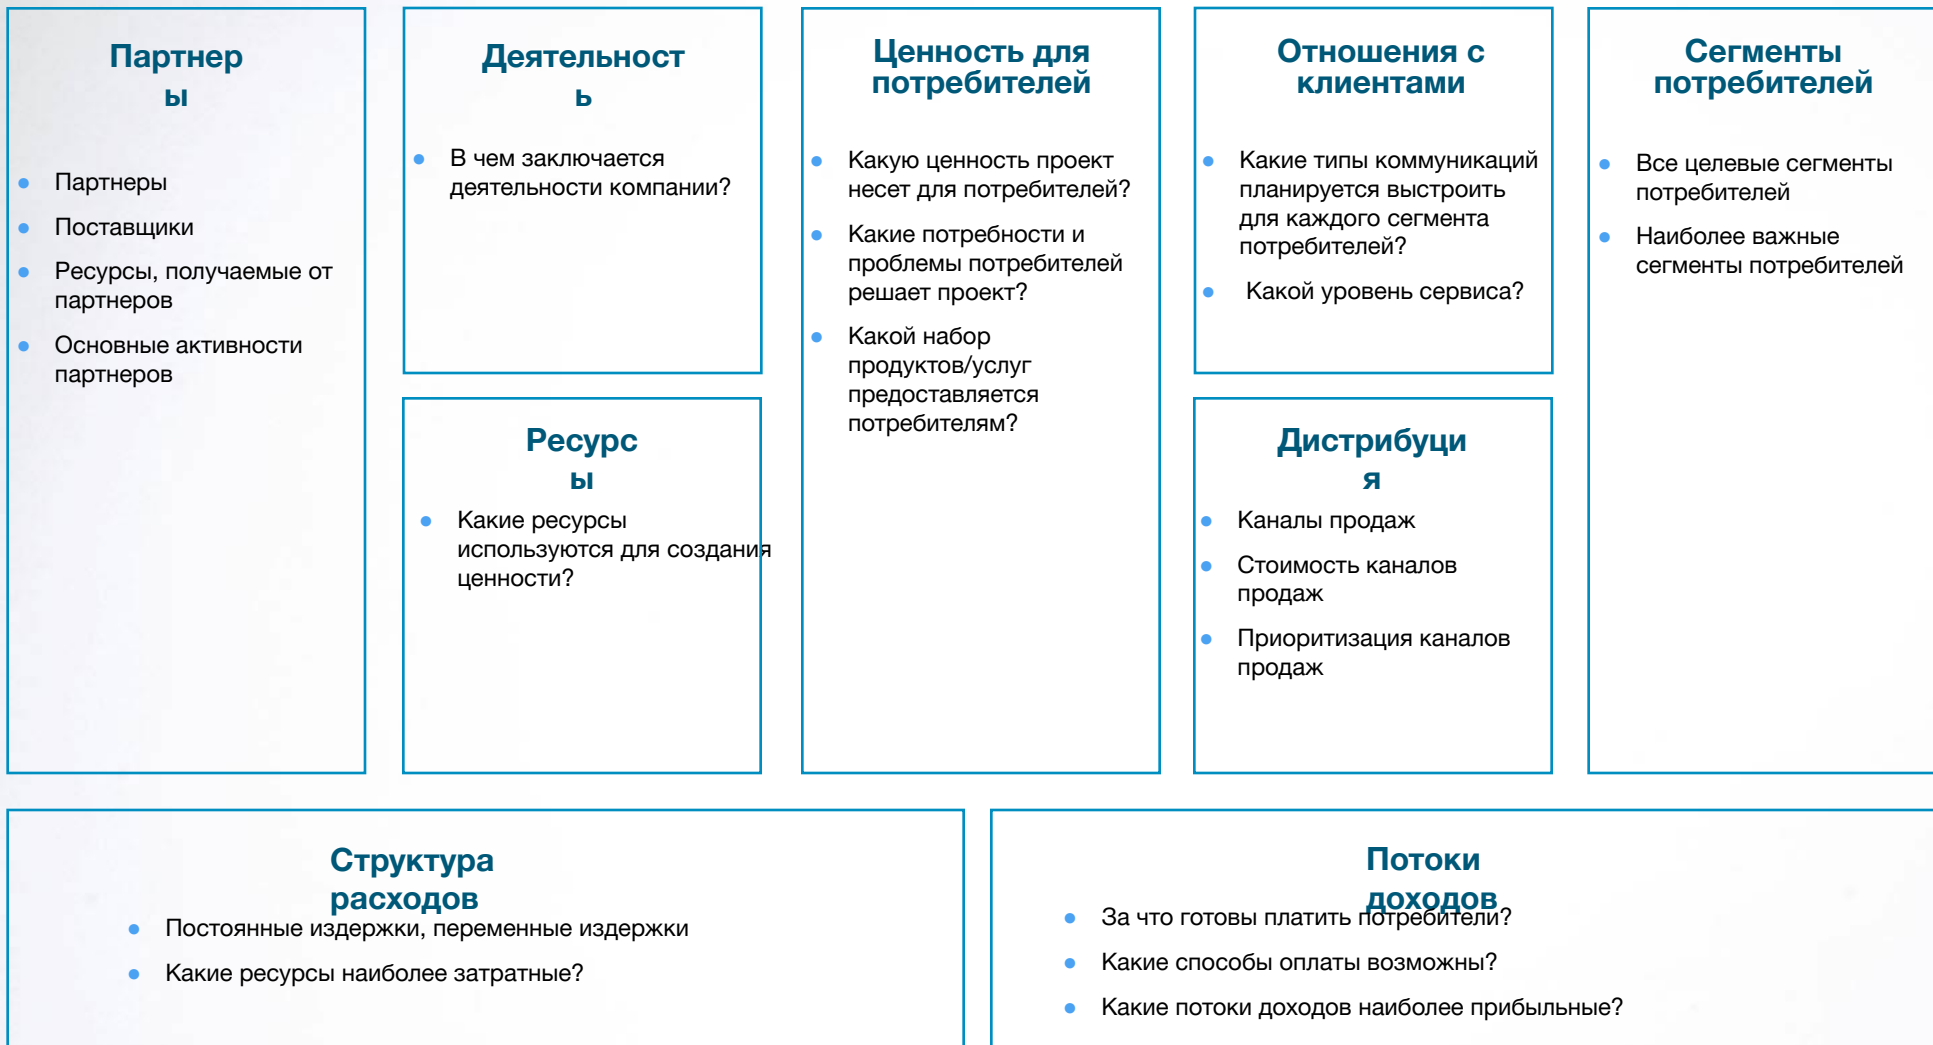 Партнер
ы
Партнеры
Поставщики
Ресурсы, получаемые от
партнеров
Основные активности
партнеров
Деятельност
ь
В чем заключается
деятельности компании?
Ресурс
ы
Какие ресурсы
используются для создания
ценности?
Ценность для
потребителей
Какую ценность проект
несет для потребителей?
Какие потребности и
проблемы потребителей
решает проект?
Какой набор
продуктов/услуг
предоставляется
потребителям?
Отношения с
клиентами
Какие типы коммуникаций
планируется выстроить
для каждого сегмента
потребителей?
Какой уровень сервиса?
Дистрибуци
я
Каналы продаж
Стоимость каналов
продаж
Приоритизация каналов
продаж
Сегменты
потребителей
Все целевые сегменты
потребителей
Наиболее важные
сегменты потребителей
Структура
расходов
Постоянные издержки, переменные издержки
Какие ресурсы наиболее затратные?
Потоки
доходов
За что готовы платить потребители?
Какие способы оплаты возможны?
Какие потоки доходов наиболее прибыльные?